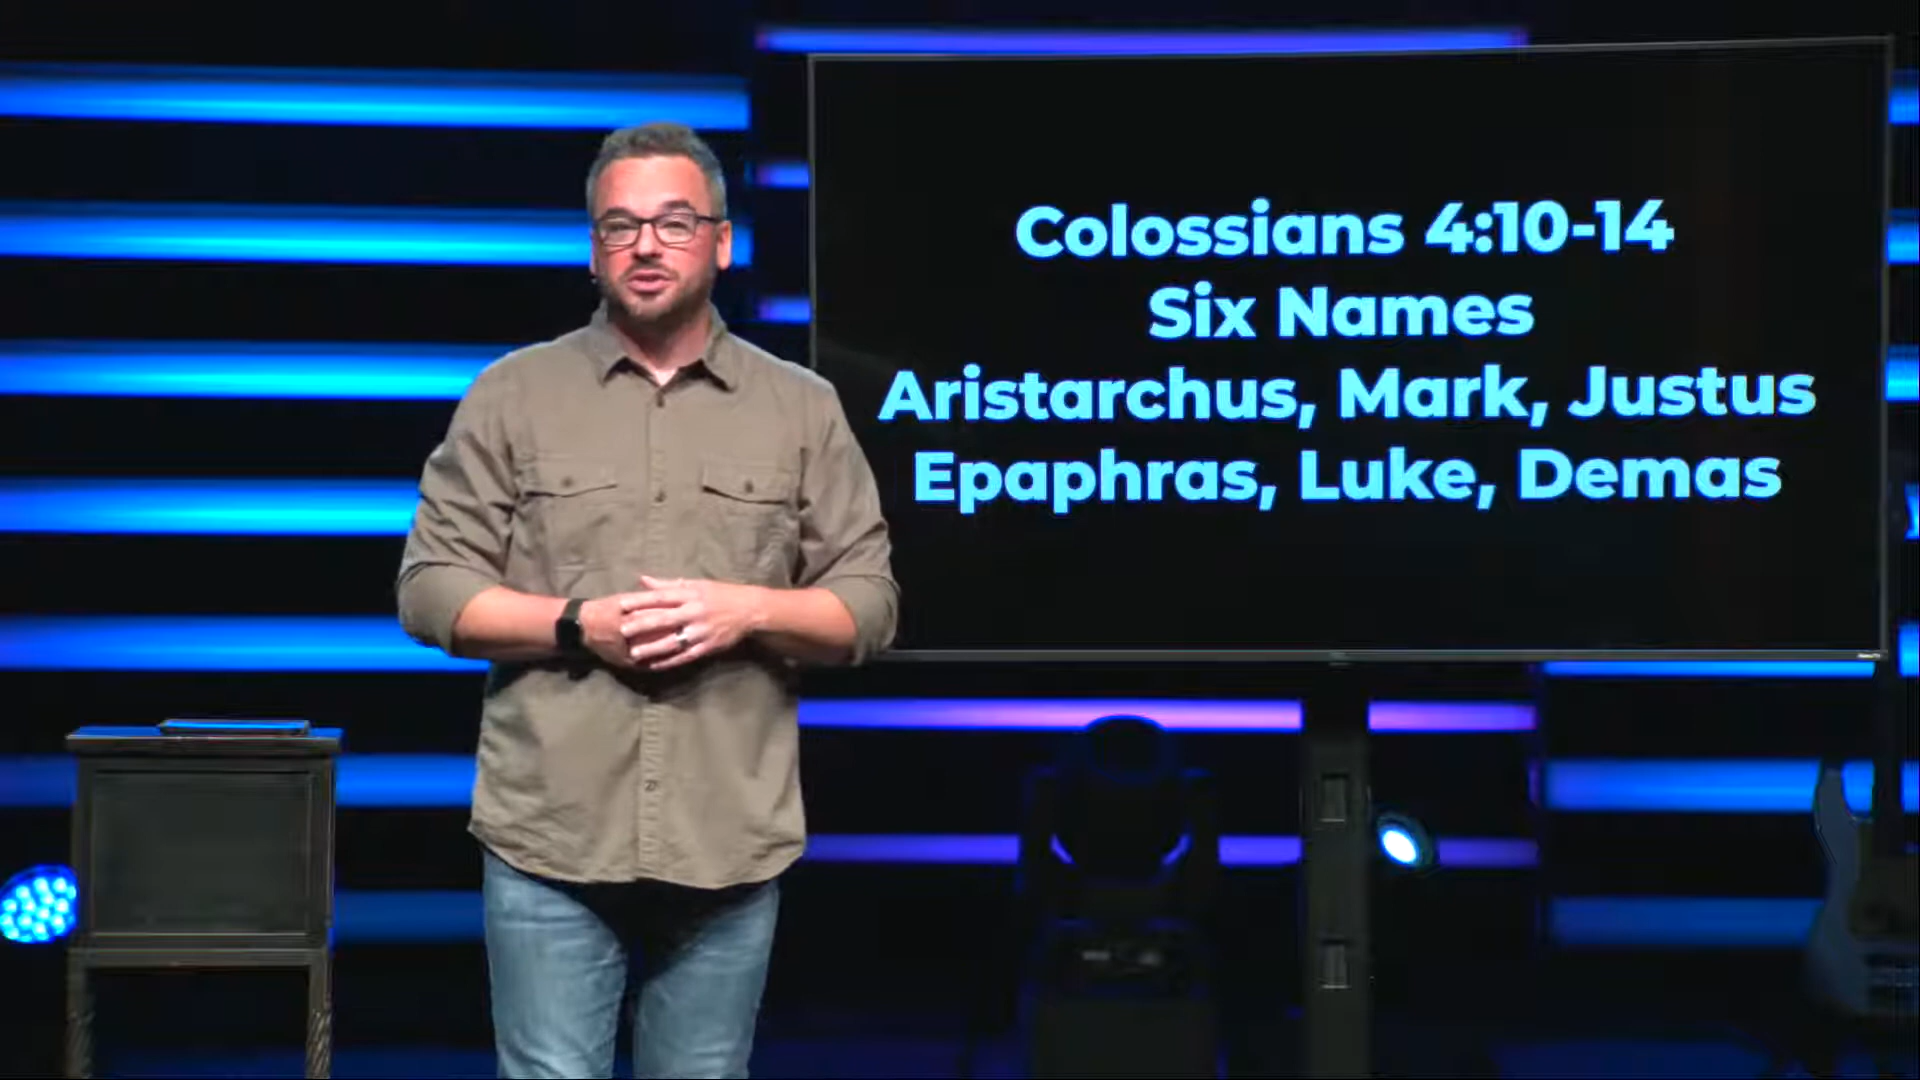 Colossians 4:10-14
Six Names
Aristarchus, Mark, Justus
Epaphras, Luke, Demas